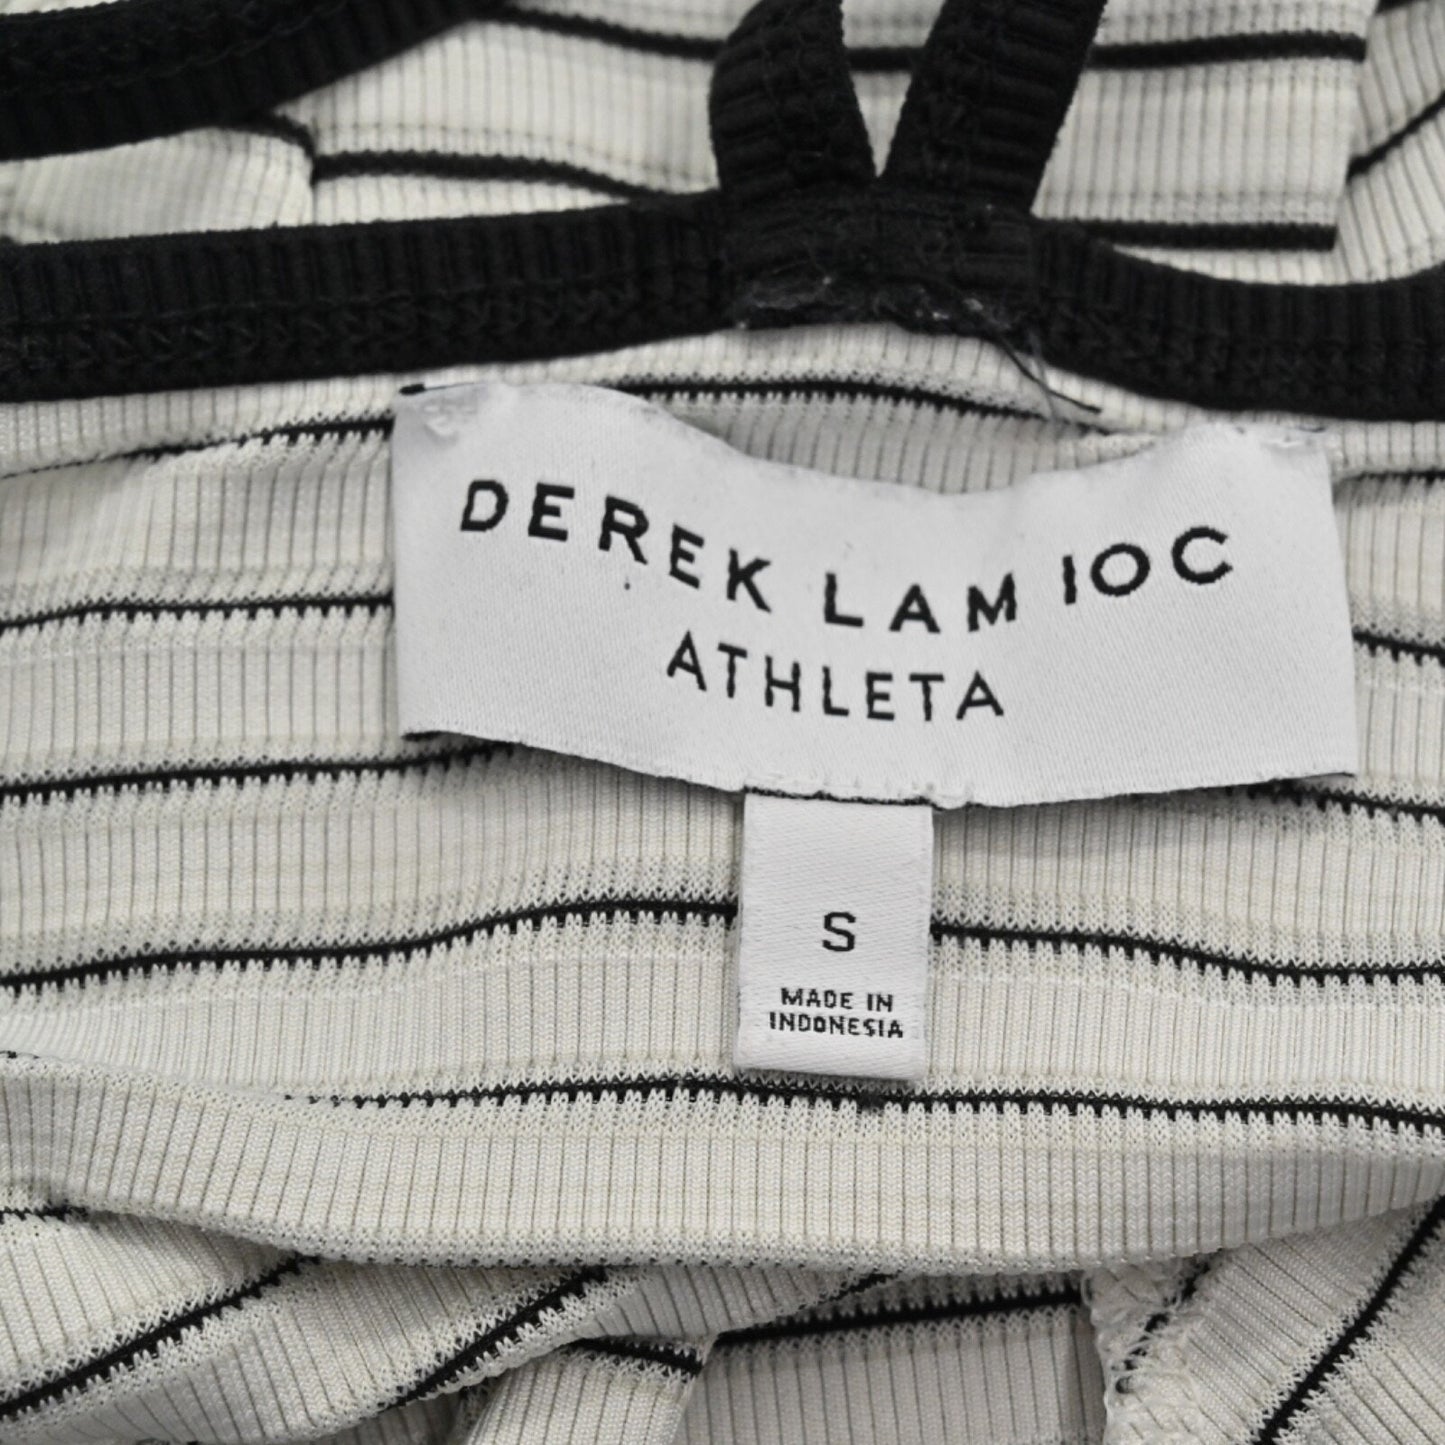 DEREK LAM 10C
ATHLETA
S
MADE IN
INDONESIA